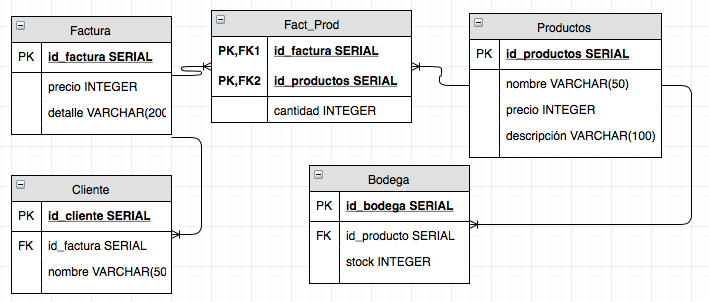 Factura
PK id_factura SERIAL
precio INTEGER
detalle VARCHAR(200
Fact_Prod
PK,FK1 id_factura SERIAL
PK,FK2 id_productos SERIAL
cantidad INTEGER
Productos
PK id_productos SERIAL
nombre VARCHAR(50)
precio INTEGER
descripción VARCHAR(100)
Cliente
PK id_cliente SERIAL
FK id_factura SERIAL
nombre VARCHAR(50
Bodega
PK id_bodega SERIAL
FK id_producto SERIAL
stock INTEGER